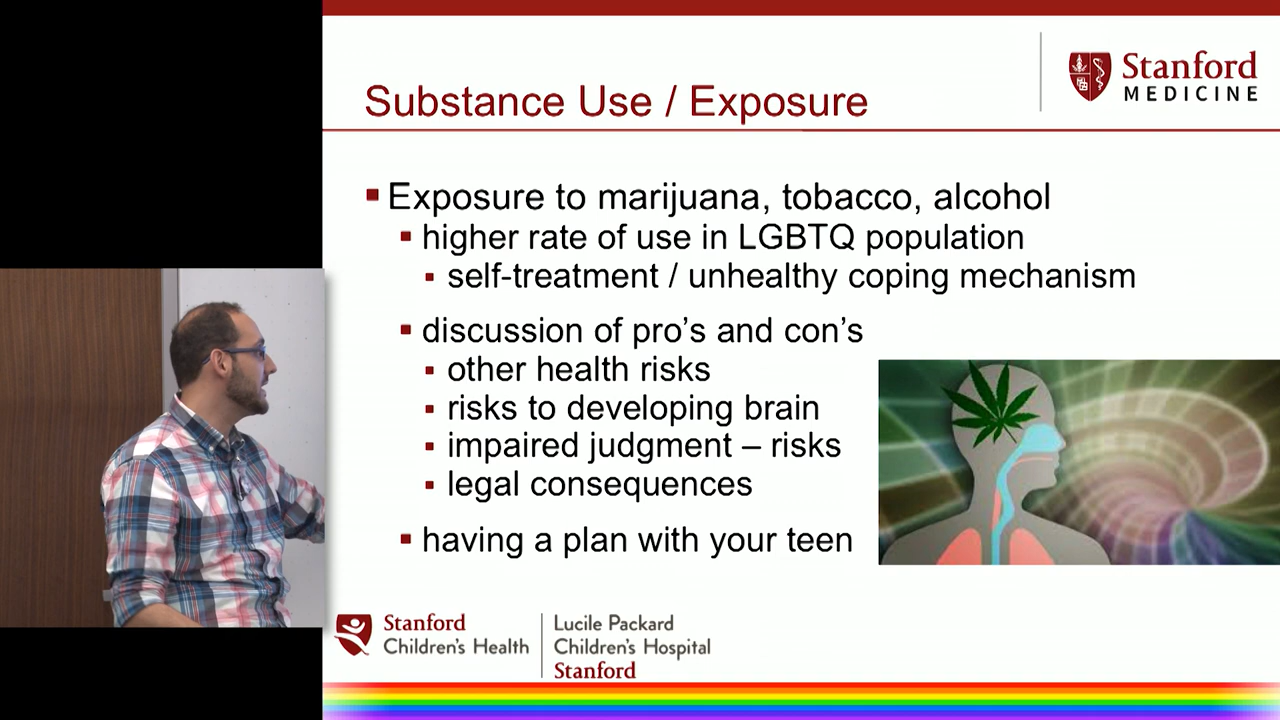 Stanford
MEDICINE
Substance Use / Exposure
Exposure to marijuana, tobacco, alcohol
higher rate of use in LGBTQ population
self-treatment / unhealthy coping mechanism
discussion of pro's and con's
other health risks
risks to developing brain
impaired judgment – risks
legal consequences
having a plan with your teen
Stanford
Children's Health
Lucile Packard
Children's Hospital
Stanford